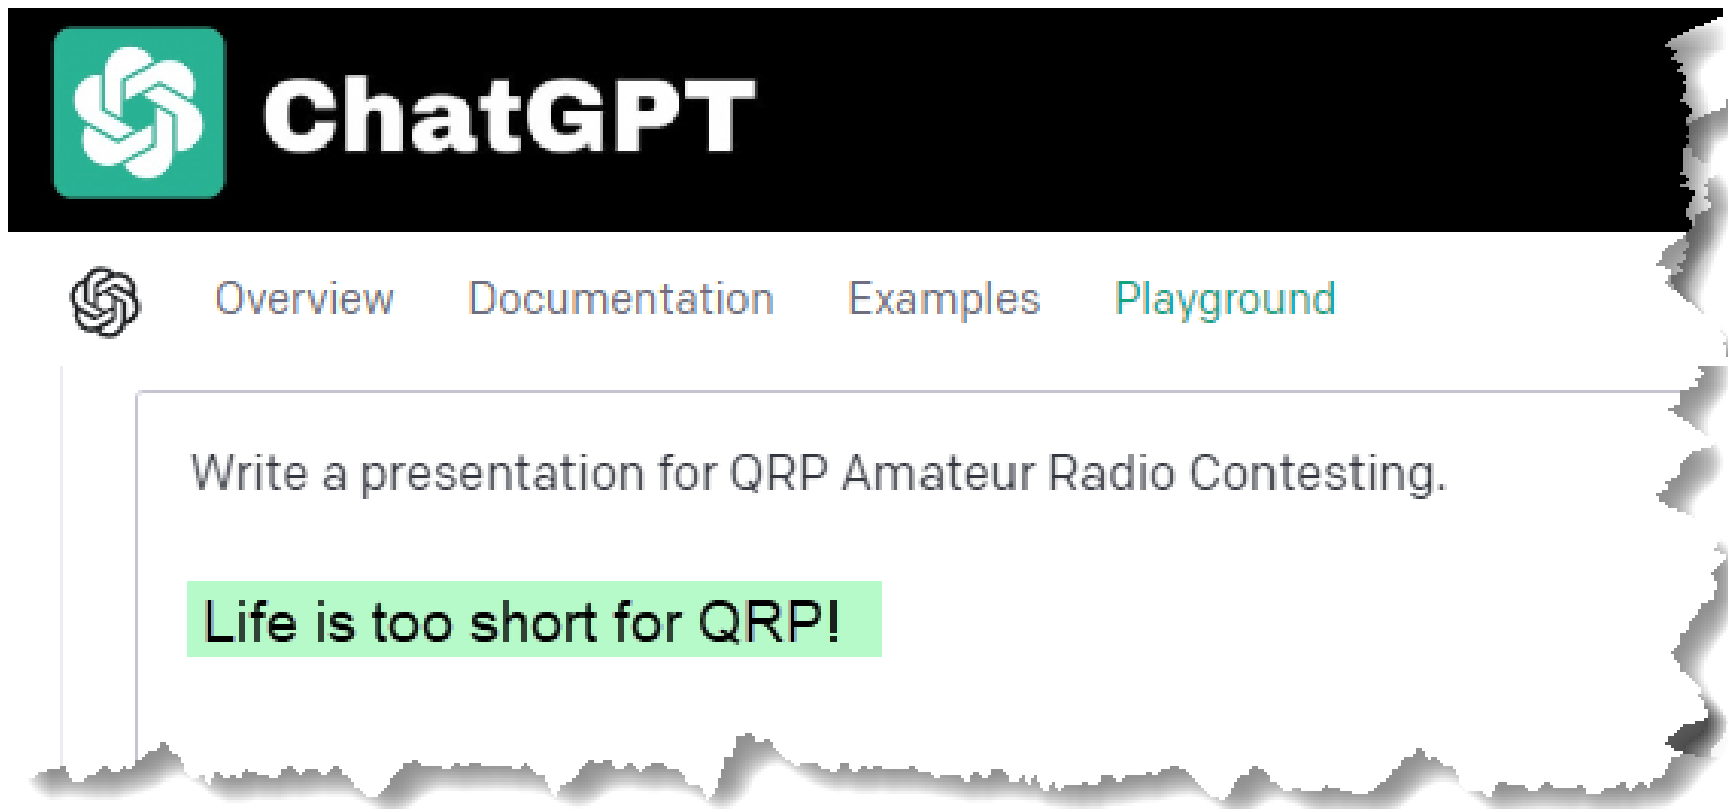 ChatGPT
Overview Documentation Examples Playground
Write a presentation for QRP Amateur Radio Contesting.
Life is too short for QRP!